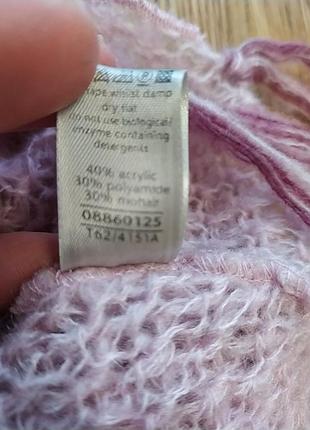 shape whilst damp
dry flat
do not use biological/
enzyme containing
detergents
40% acrylic
30% polyamide
30% mohair
08860125
T62/4151A